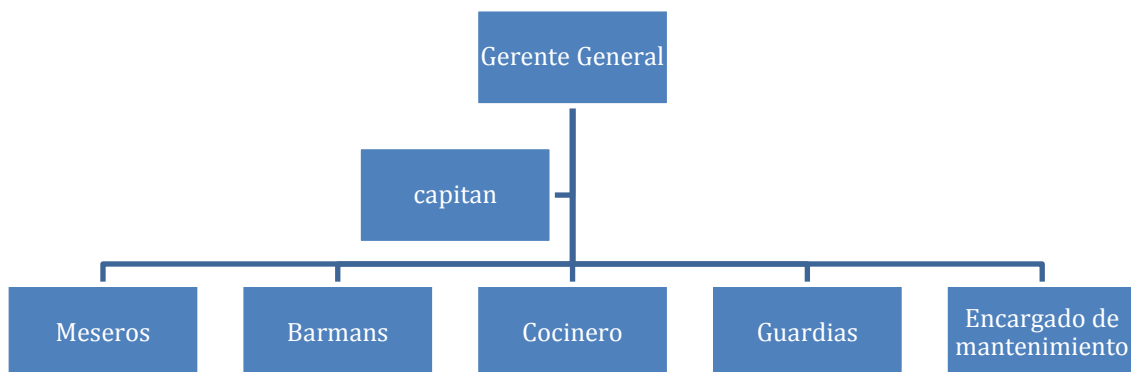 Gerente General
capitan
Meseros
Barmans
Cocinero
Guardias
Encargado de
mantenimiento